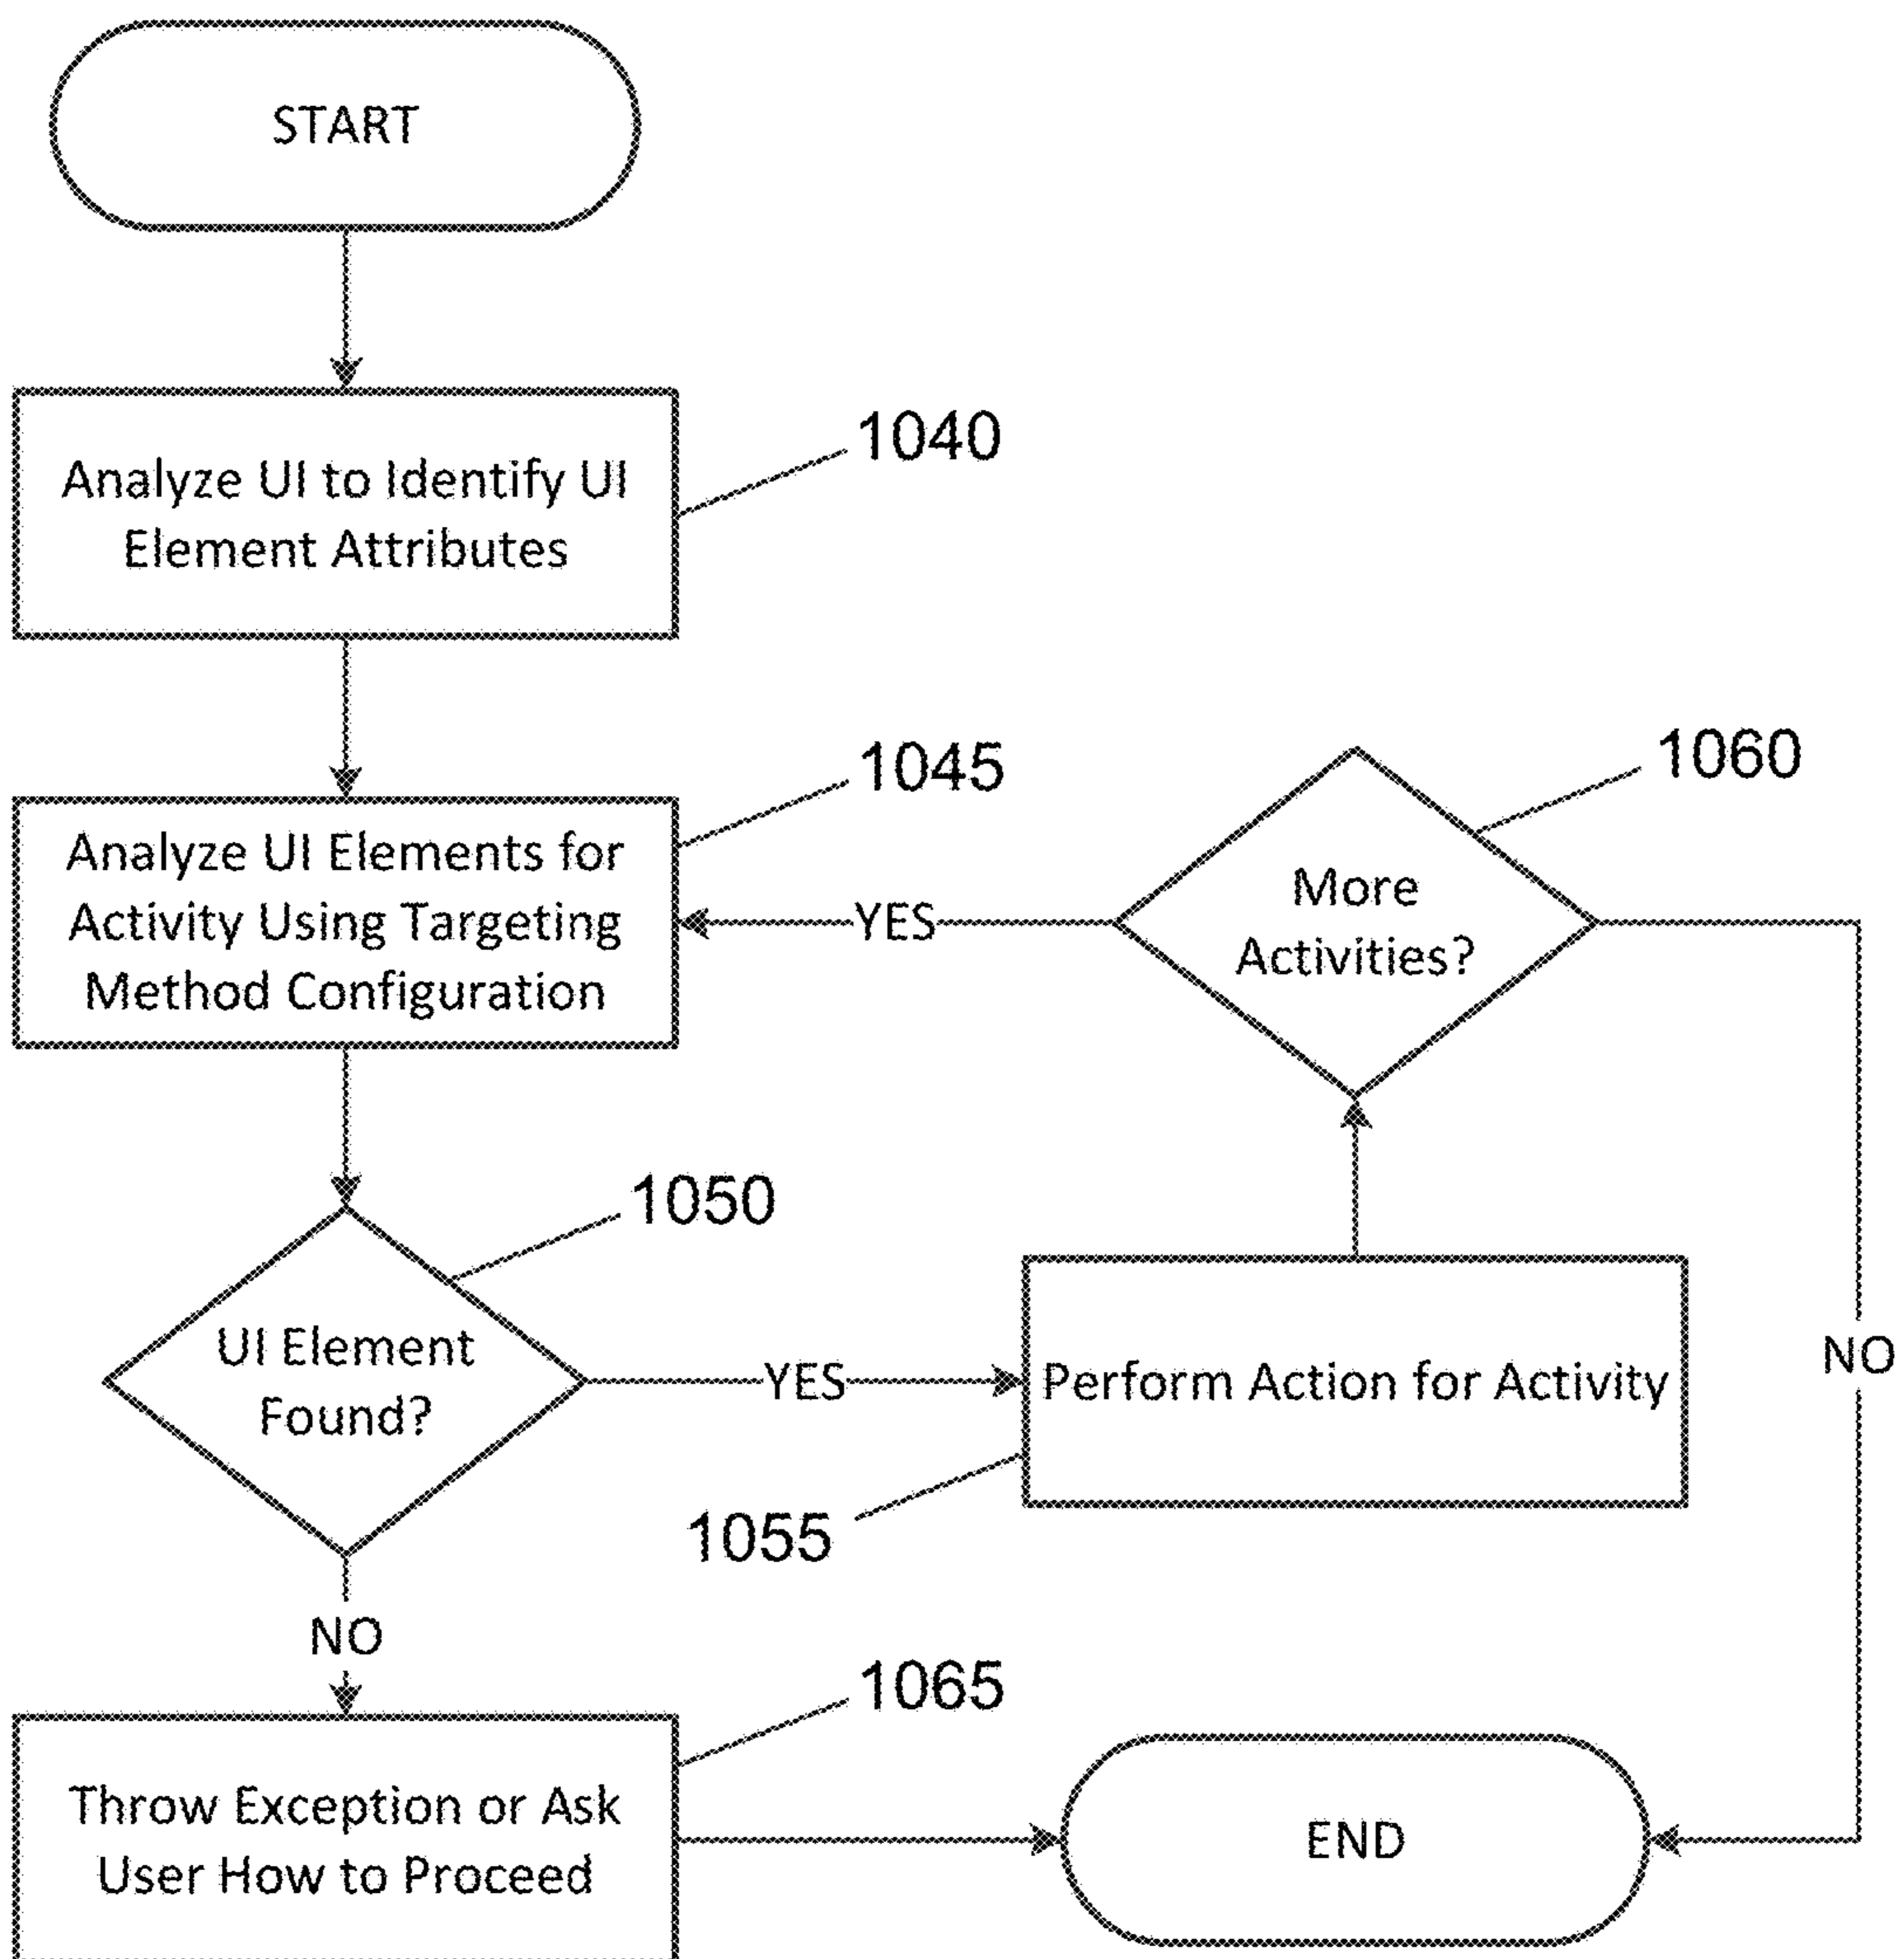 START
Analyze UI to Identify UI
Element Attributes
1040
Analyze UI Elements for
Activity Using Targeting
Method Configuration
1045
YES
More
Activities?
1060
UI Element
Found?
1050
YES
Perform Action for Activity
1055
NO
NO
Throw Exception or Ask
User How to Proceed
1065
END